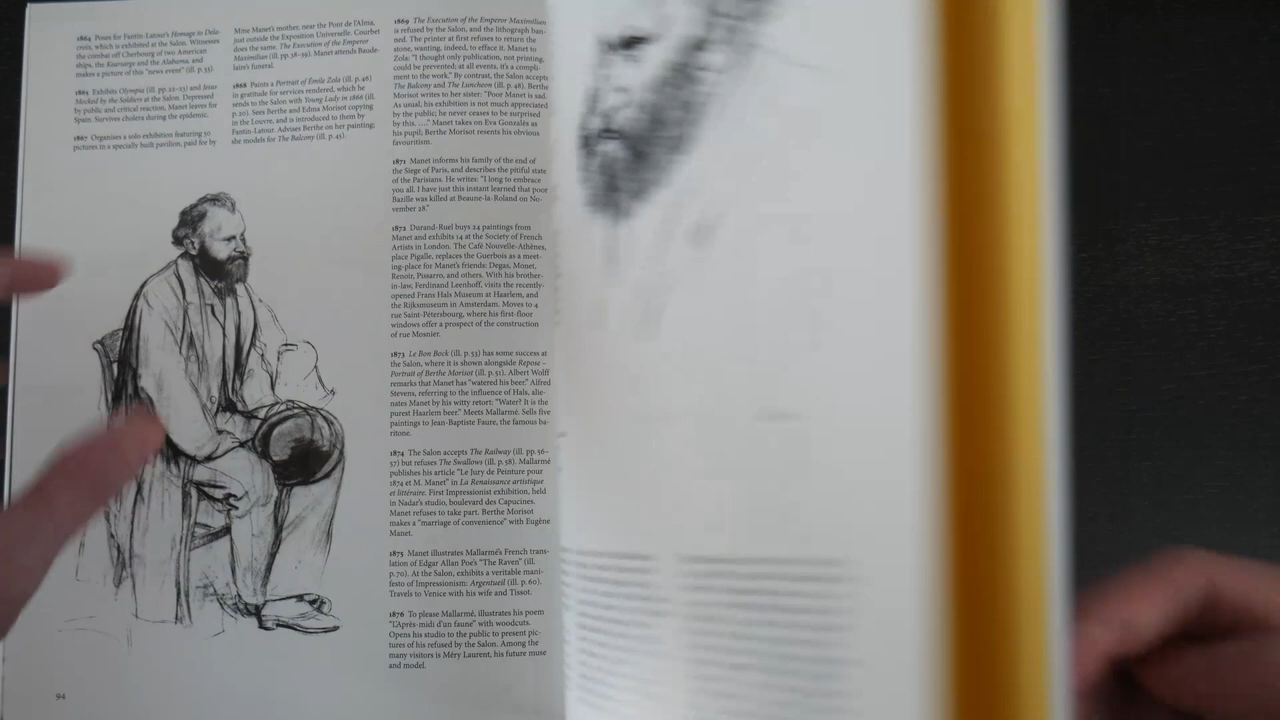 1864 Poses for Fantin-Latour's Homage to Dela-
croix, which is exhibited at the Salon. Witnesses
the combat off Cherbourg of two American
ships, the Kearsarge and the Alabama, and
makes a picture of this "news event" (ill. p. 35).
1865 Exhibits Olympia (ill. pp. 22–23) and Jesus
Mocked by the Soldiers at the Salon. Depressed
by public and critical reaction, Manet leaves for
Spain. Survives cholera during the epidemic.
1867 Organises a solo exhibition featuring 50
pictures in a specially built pavilion, paid for by
Mme Manet's mother, near the Pont de l'Alma,
just outside the Exposition Universelle. Courbet
does the same. The Execution of the Emperor
Maximilian (ill. pp. 38–39). Manet attends Baude-
laire's funeral.
1868 Paints a Portrait of Émile Zola (ill. p. 46)
in gratitude for services rendered, which he
sends to the Salon with Young Lady in 1866 (ill.
p. 20). Sees Berthe and Edma Morisot copying
in the Louvre, and is introduced to them by
Fantin-Latour. Advises Berthe on her painting;
she models for The Balcony (ill. p. 45).
1869 The Execution of the Emperor Maximilian
is refused by the Salon, and the lithograph ban-
ned. The printer at first refuses to return the
stone, wanting, indeed, to efface it. Manet to
Zola: "I thought only publication, not printing,
could be prevented; at all events, it's a compli-
ment to the work." By contrast, the Salon accepts
The Balcony and The Luncheon (ill. p. 48). Berthe
Morisot writes to her sister: "Poor Manet is sad.
As usual, his exhibition is not much appreciated
by the public; he never ceases to be surprised
by this. …" Manet takes on Eva Gonzalès as
his pupil; Berthe Morisot resents his obvious
favouritism.
1871 Manet informs his family of the end of
the Siege of Paris, and describes the pitiful state
of the Parisians. He writes: "I long to embrace
you all. I have just this instant learned that poor
Bazille was killed at Beaune-la-Roland on No-
vember 28."
1872 Durand-Ruel buys 24 paintings from
Manet and exhibits 14 at the Society of French
Artists in London. The Café Nouvelle-Athènes,
place Pigalle, replaces the Guerbois as a meet-
ing-place for Manet's friends: Degas, Monet,
Renoir, Pissarro, and others. With his brother-
in-law, Ferdinand Leenhoff, visits the recently-
opened Frans Hals Museum at Haarlem, and
the Rijksmuseum in Amsterdam. Moves to 4
rue Saint-Pétersbourg, where his first-floor
windows offer a prospect of the construction
of rue Mosnier.
1873 Le Bon Bock (ill. p. 53) has some success at
the Salon, where it is shown alongside Repose –
Portrait of Berthe Morisot (ill. p. 51). Albert Wolff
remarks that Manet has "watered his beer." Alfred
Stevens, referring to the influence of Hals, alie-
nates Manet by his witty retort: "Water? It is the
purest Haarlem beer." Meets Mallarmé. Sells five
paintings to Jean-Baptiste Faure, the famous ba-
ritone.
1874 The Salon accepts The Railway (ill. pp. 56–
57) but refuses The Swallows (ill. p. 58). Mallarmé
publishes his article "Le Jury de Peinture pour
1874 et M. Manet" in La Renaissance artistique
et littéraire. First Impressionist exhibition, held
in Nadar's studio, boulevard des Capucines.
Manet refuses to take part. Berthe Morisot
makes a "marriage of convenience" with Eugène
Manet.
1875 Manet illustrates Mallarmé's French trans-
lation of Edgar Allan Poe's "The Raven" (ill.
p. 70). At the Salon, exhibits a veritable mani-
festo of Impressionism: Argentueil (ill. p. 60).
Travels to Venice with his wife and Tissot.
1876 To please Mallarmé, illustrates his poem
"L'Après-midi d'un faune" with woodcuts.
Opens his studio to the public to present pic-
tures of his refused by the Salon. Among the
many visitors is Méry Laurent, his future muse
and model.
94